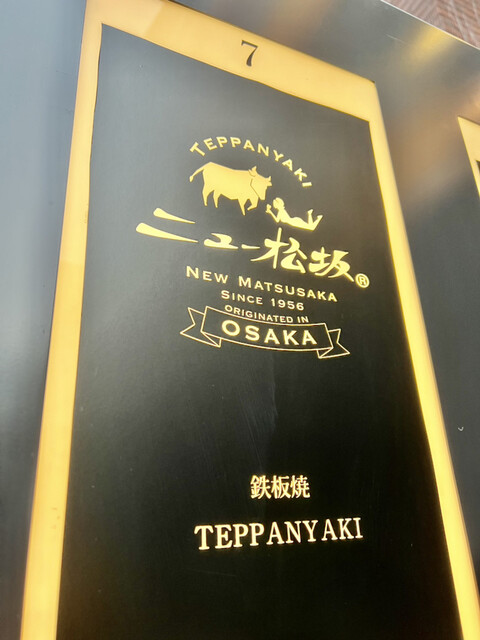 7
TEPPANYAKI
ニュー松坂®
NEW MATSUSAKA
SINCE 1956
ORIGINATED IN
OSAKA
鉄板焼
TEPPANYAKI